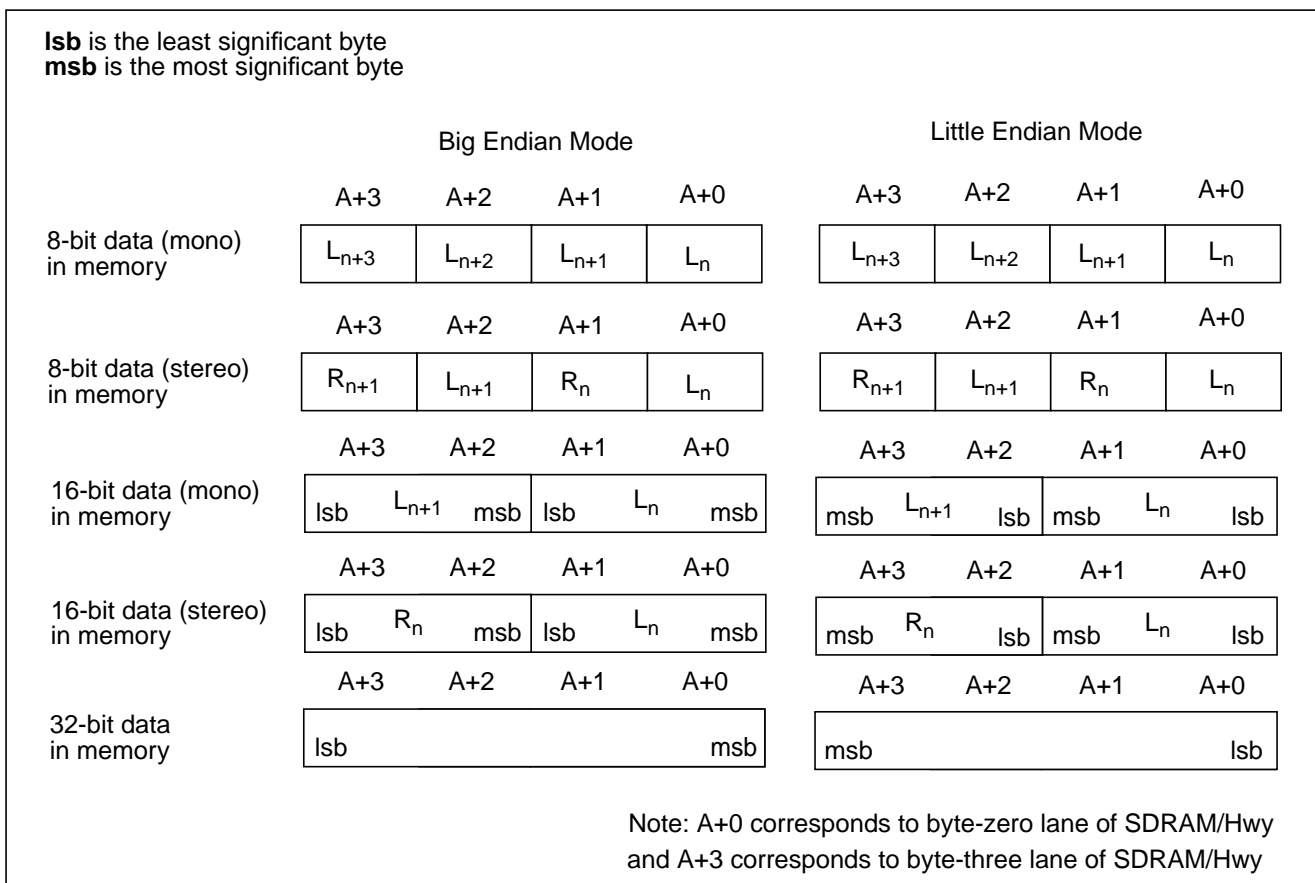 lsb is the least significant byte
msb is the most significant byte
Big Endian Mode
Little Endian Mode
A+3 A+2 A+1 A+0 A+3 A+2 A+1 A+0
8-bit data (mono)
in memory
Ln+3 Ln+2 Ln+1 Ln Ln+3 Ln+2 Ln+1 Ln
A+3 A+2 A+1 A+0 A+3 A+2 A+1 A+0
8-bit data (stereo)
in memory
Rn+1 Ln+1 Rn Ln Rn+1 Ln+1 Rn Ln
A+3 A+2 A+1 A+0 A+3 A+2 A+1 A+0
16-bit data (mono)
in memory
lsb Ln+1 msb lsb Ln msb msb Ln+1 lsb msb Ln lsb
A+3 A+2 A+1 A+0 A+3 A+2 A+1 A+0
16-bit data (stereo)
in memory
lsb Rn msb lsb Ln msb msb Rn lsb msb Ln lsb
A+3 A+2 A+1 A+0 A+3 A+2 A+1 A+0
32-bit data
in memory
lsb msb msb lsb
Note: A+0 corresponds to byte-zero lane of SDRAM/Hwy
and A+3 corresponds to byte-three lane of SDRAM/Hwy